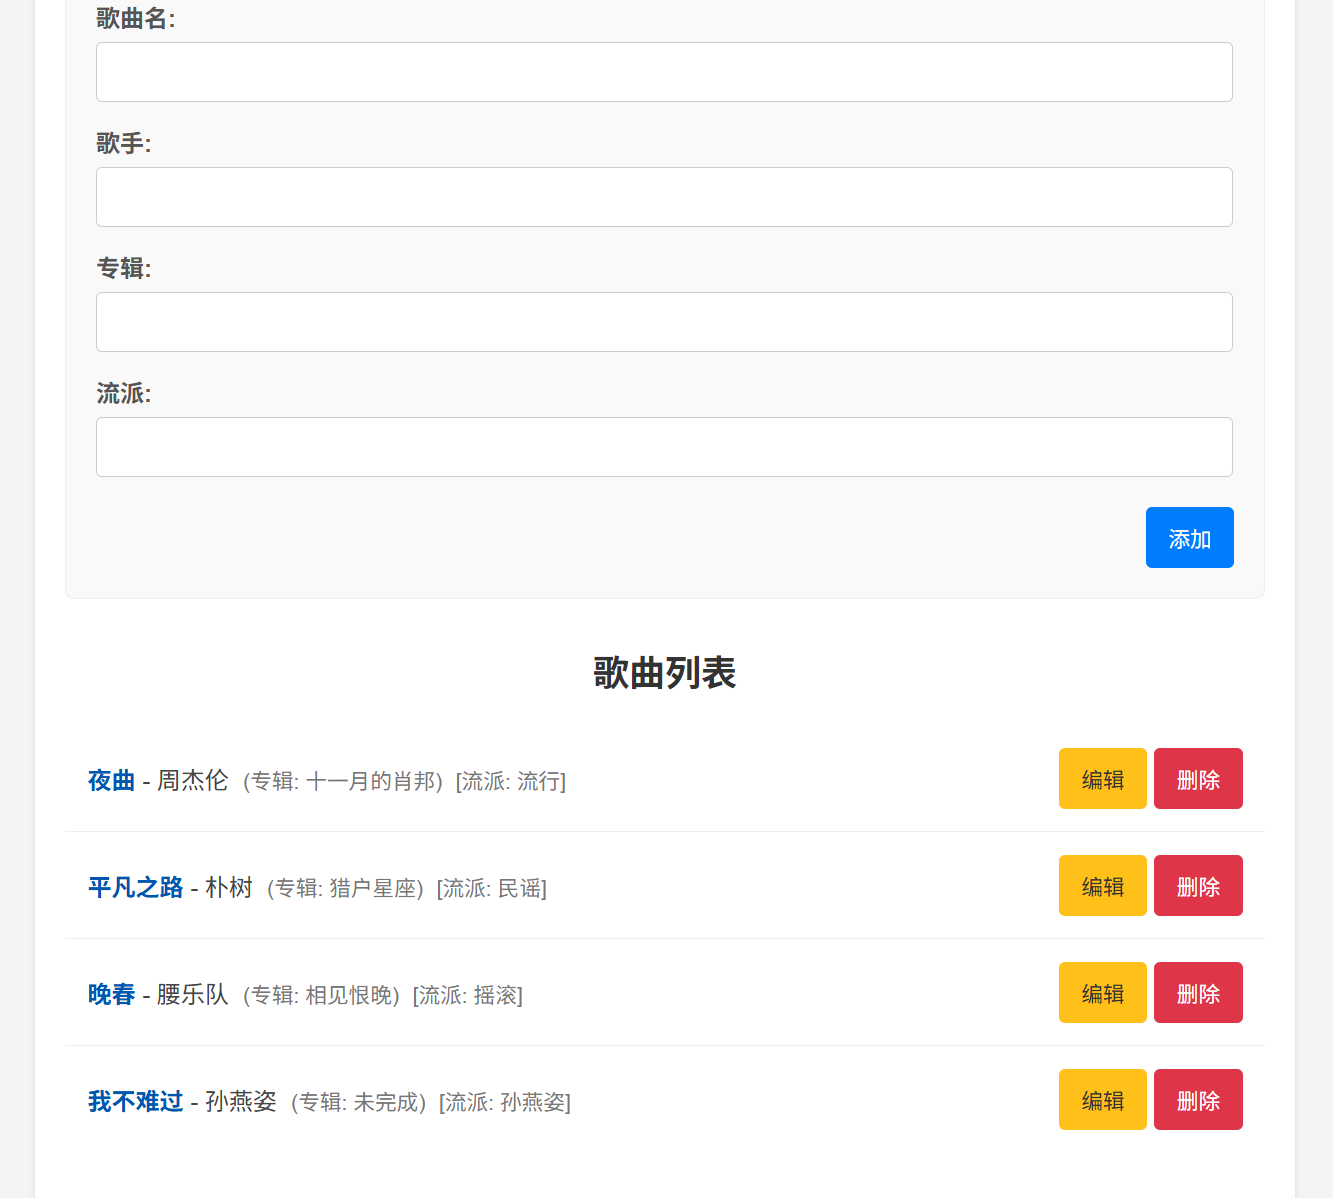 歌曲名:
歌手:
专辑:
流派:
添加
歌曲列表
夜曲 - 周杰伦 (专辑: 十一月的肖邦) [流派: 流行] 编辑 删除
平凡之路 - 朴树 (专辑: 猎户星座) [流派: 民谣] 编辑 删除
晚春 - 腰乐队 (专辑: 相见恨晚) [流派: 摇滚] 编辑 删除
我不难过 - 孙燕姿 (专辑: 未完成) [流派: 孙燕姿] 编辑 删除